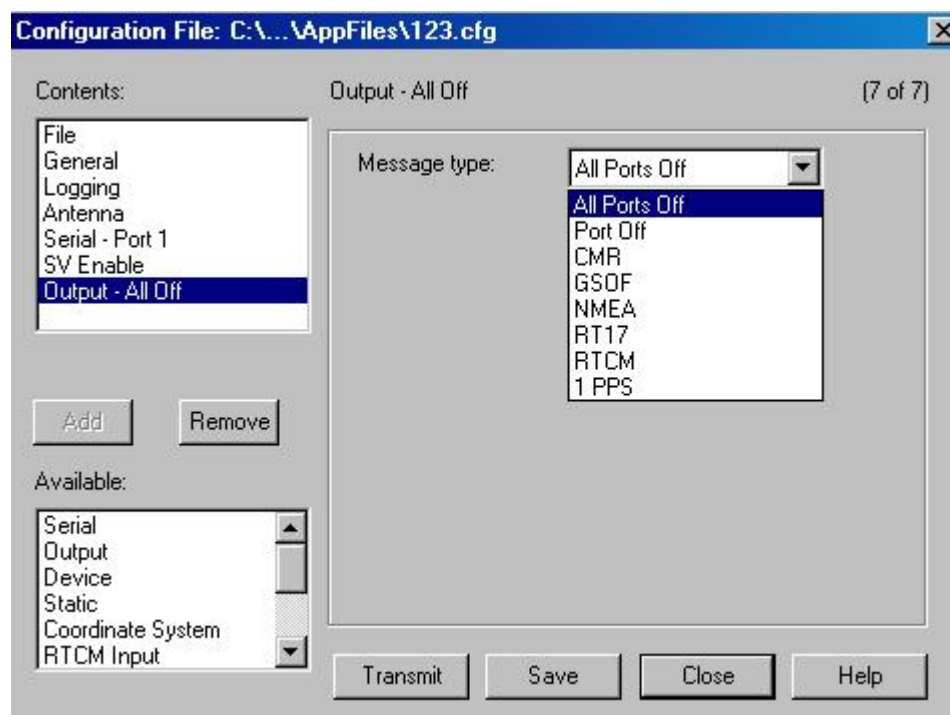 Configuration File: C:\...\AppFiles\123.cfg
Contents:
File
General
Logging
Antenna
Serial - Port 1
SV Enable
Output - All Off
Add
Remove
Available:
Serial
Output
Device
Static
Coordinate System
RTCM Input
Output - All Off
(7 of 7)
Message type:
All Ports Off
All Ports Off
Port Off
CMR
GSOF
NMEA
RT17
RTCM
1 PPS
Transmit
Save
Close
Help